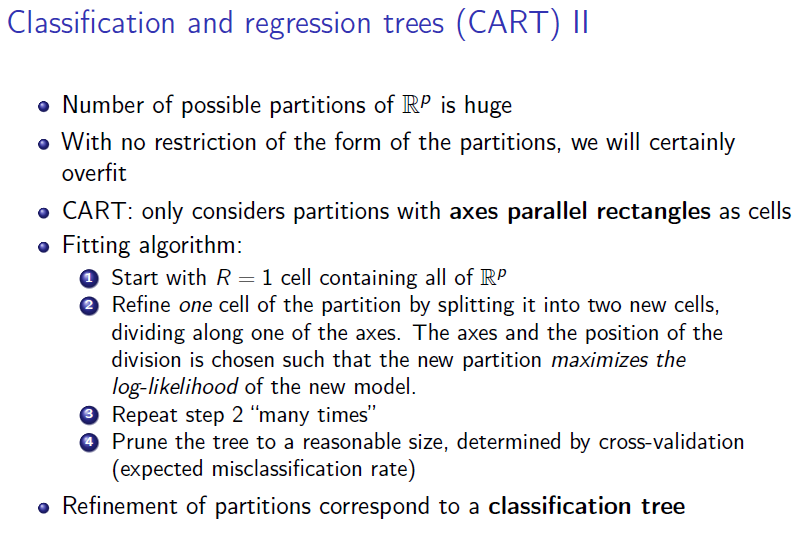 Classification and regression trees (CART) II
Number of possible partitions of ℝᵖ is huge
With no restriction of the form of the partitions, we will certainly
overfit
CART: only considers partitions with axes parallel rectangles as cells
Fitting algorithm:
1 Start with R = 1 cell containing all of ℝᵖ
2 Refine one cell of the partition by splitting it into two new cells,
dividing along one of the axes. The axes and the position of the
division is chosen such that the new partition maximizes the
log-likelihood of the new model.
3 Repeat step 2 “many times”
4 Prune the tree to a reasonable size, determined by cross-validation
(expected misclassification rate)
Refinement of partitions correspond to a classification tree